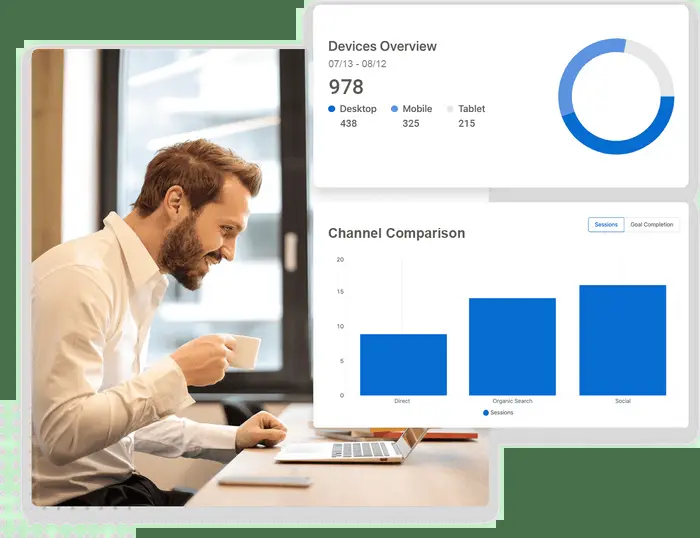 Devices Overview
07/13 - 08/12
978
Desktop Mobile Tablet
438 325 215
Channel Comparison
Sessions Goal Completion
20
15
10
5
0
Direct Organic Search Social
Sessions